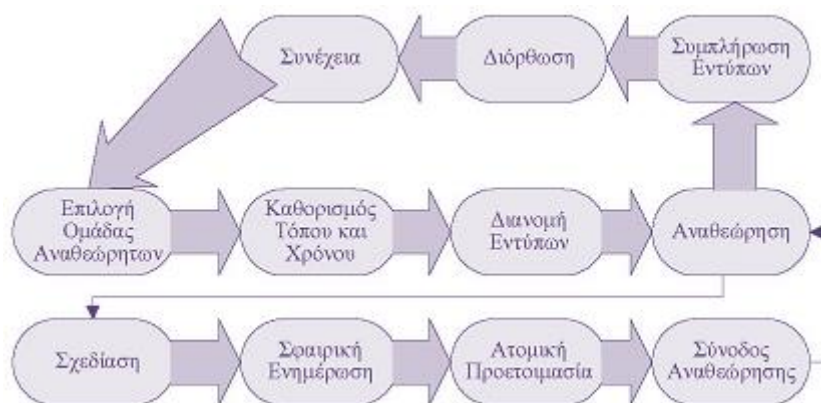 Συνέχεια
Διόρθωση
Συμπλήρωση
Εντύπων
Επιλογή
Ομάδας
Αναθεώρητων
Καθορισμός
Τόπου και
Χρόνου
Διανομή
Εντύπων
Αναθεώρηση
Σχεδίαση
Σφαιρική
Ενημέρωση
Ατομική
Προετοιμασία
Σύνοδος
Αναθεώρησης